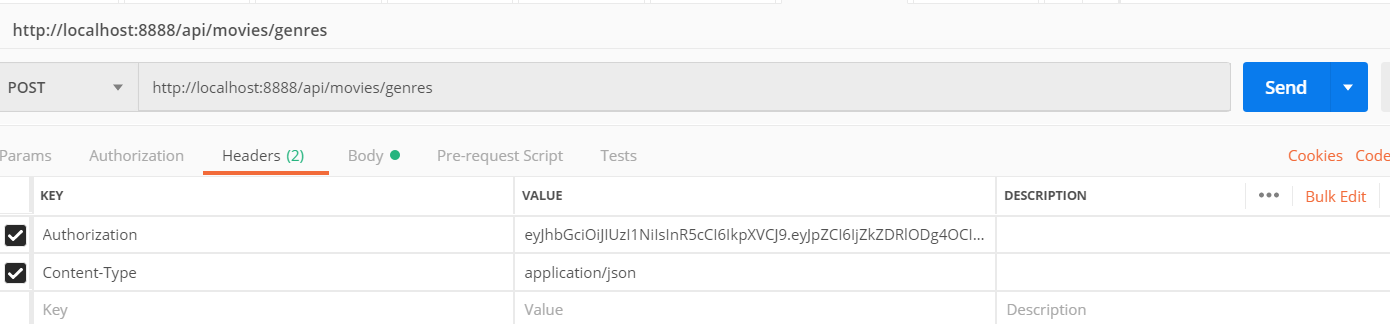 http://localhost:8888/api/movies/genres
POST http://localhost:8888/api/movies/genres Send
Params Authorization Headers (2) Body Pre-request Script Tests Cookies Code
KEY VALUE DESCRIPTION ••• Bulk Edit
Authorization eyJhbGciOiJIUzI1NiIsInR5cCI6IkpXVCJ9.eyJpZCI6IjZkZDRlODg4OCI...
Content-Type application/json
Key Value Description